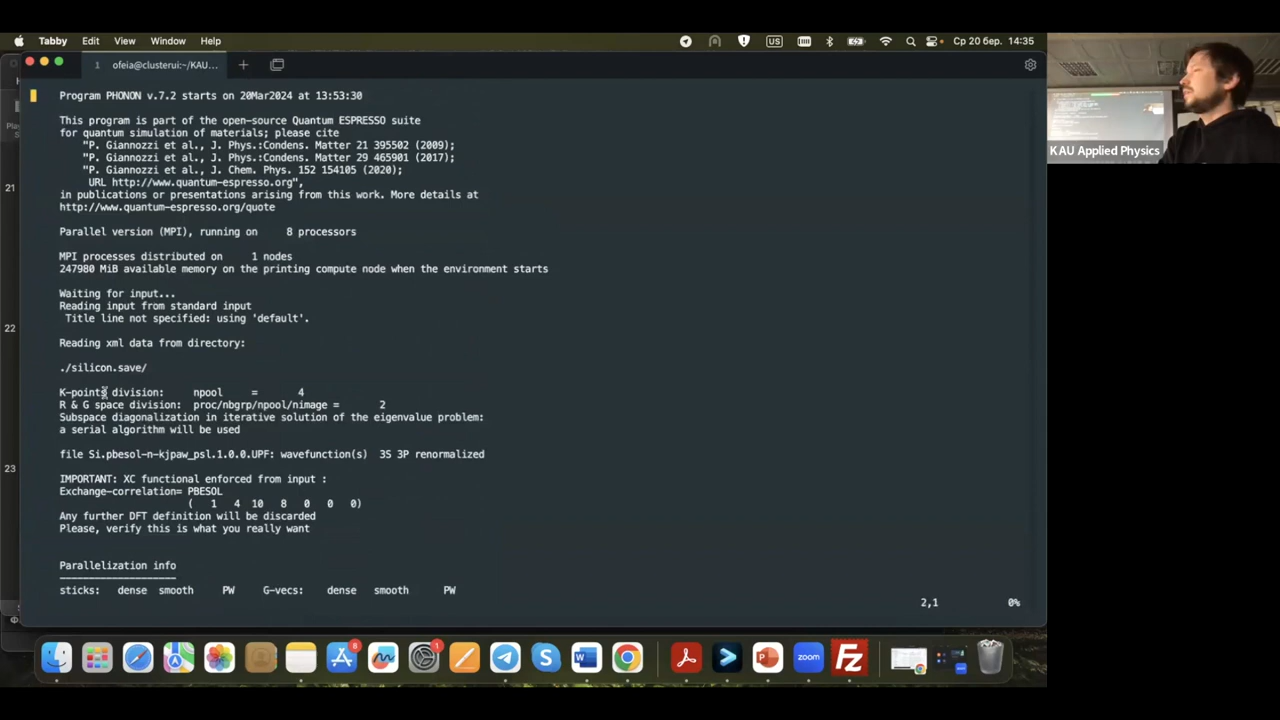 Tabby Edit View Window Help
US
Ср 20 бер. 14:35
1 ofeia@clusterui:~/KAU...
Program PHONON v.7.2 starts on 20Mar2024 at 13:53:30
This program is part of the open-source Quantum ESPRESSO suite
for quantum simulation of materials; please cite
"P. Giannozzi et al., J. Phys.:Condens. Matter 21 395502 (2009);
"P. Giannozzi et al., J. Phys.:Condens. Matter 29 465901 (2017);
"P. Giannozzi et al., J. Chem. Phys. 152 154105 (2020);
URL http://www.quantum-espresso.org",
in publications or presentations arising from this work. More details at
http://www.quantum-espresso.org/quote
Parallel version (MPI), running on 8 processors
MPI processes distributed on 1 nodes
247980 MiB available memory on the printing compute node when the environment starts
Waiting for input...
Reading input from standard input
Title line not specified: using 'default'.
Reading xml data from directory:
./silicon.save/
K-points division: npool = 4
R & G space division: proc/nbgrp/npool/nimage = 2
Subspace diagonalization in iterative solution of the eigenvalue problem:
a serial algorithm will be used
file Si.pbesol-n-kjpaw_psl.1.0.0.UPF: wavefunction(s) 3S 3P renormalized
IMPORTANT: XC functional enforced from input :
Exchange-correlation= PBESOL
( 1 4 10 8 0 0 0)
Any further DFT definition will be discarded
Please, verify this is what you really want
Parallelization info
--------------------
sticks: dense smooth PW G-vecs: dense smooth PW
2,1 0%
21
22
23
KAU Applied Physics
8
1
W
P
zoom
Fz